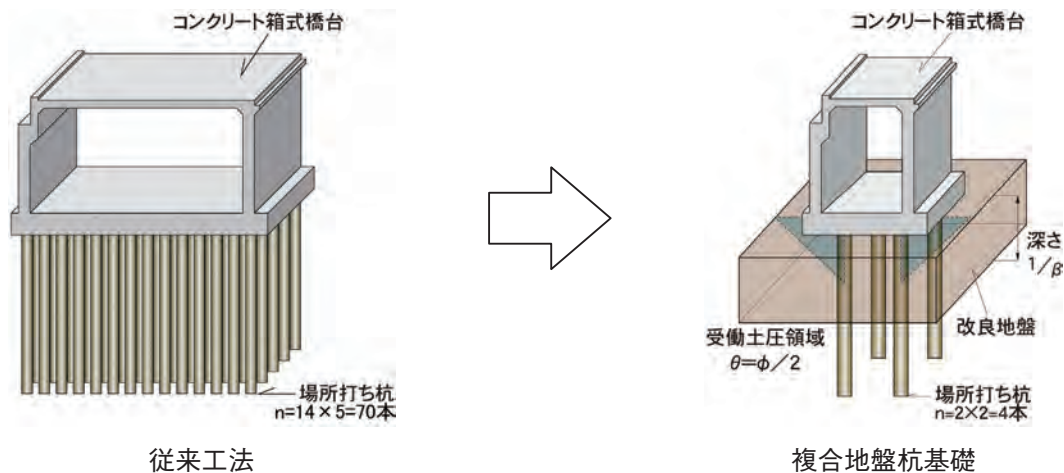 コンクリート箱式橋台
場所打ち杭
n=14×5=70本
従来工法
コンクリート箱式橋台
深さ
1/β
改良地盤
受働土圧領域
θ=φ/2
場所打ち杭
n=2×2=4本
複合地盤杭基礎